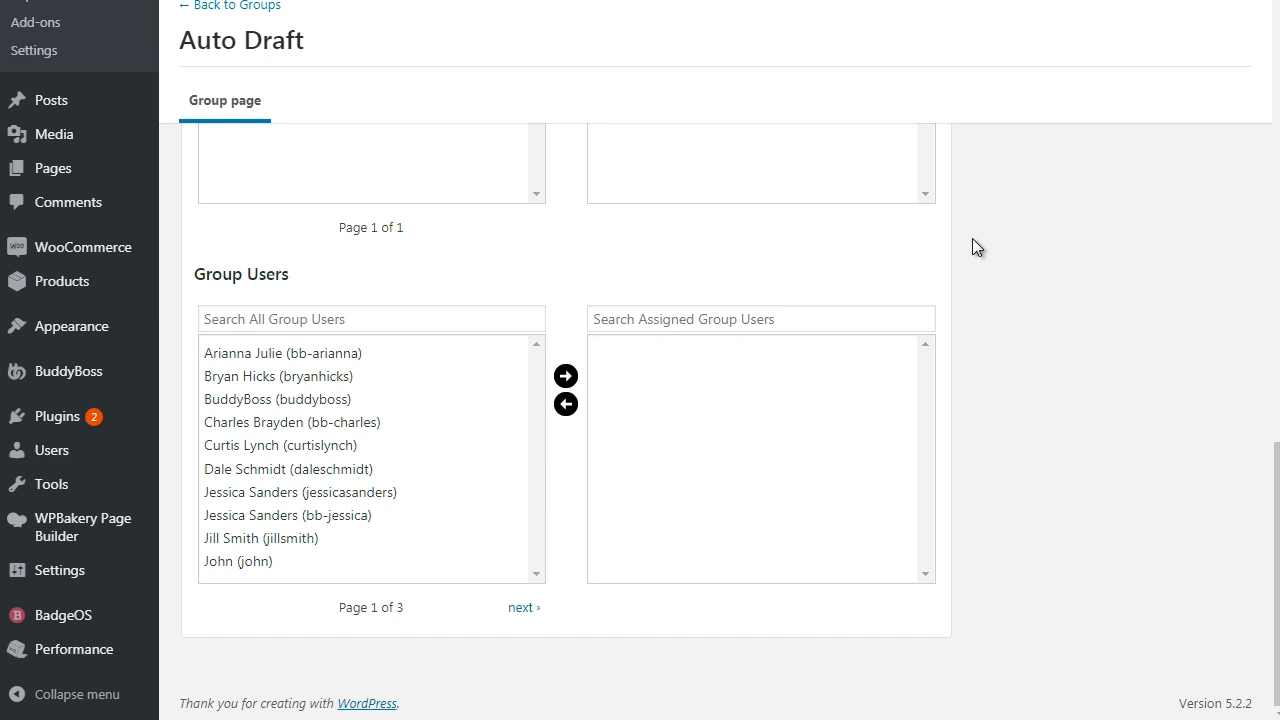 Add-ons
Settings
Posts
Media
Pages
Comments
WooCommerce
Products
Appearance
BuddyBoss
Plugins 2
Users
Tools
WPBakery Page
Builder
Settings
BadgeOS
Performance
Collapse menu
← Back to Groups
Auto Draft
Group page
Page 1 of 1
Group Users
Search All Group Users
Arianna Julie (bb-arianna)
Bryan Hicks (bryanhicks)
BuddyBoss (buddyboss)
Charles Brayden (bb-charles)
Curtis Lynch (curtislynch)
Dale Schmidt (daleschmidt)
Jessica Sanders (jessicasanders)
Jessica Sanders (bb-jessica)
Jill Smith (jillsmith)
John (john)
Page 1 of 3
next ›
Search Assigned Group Users
Thank you for creating with WordPress.
Version 5.2.2